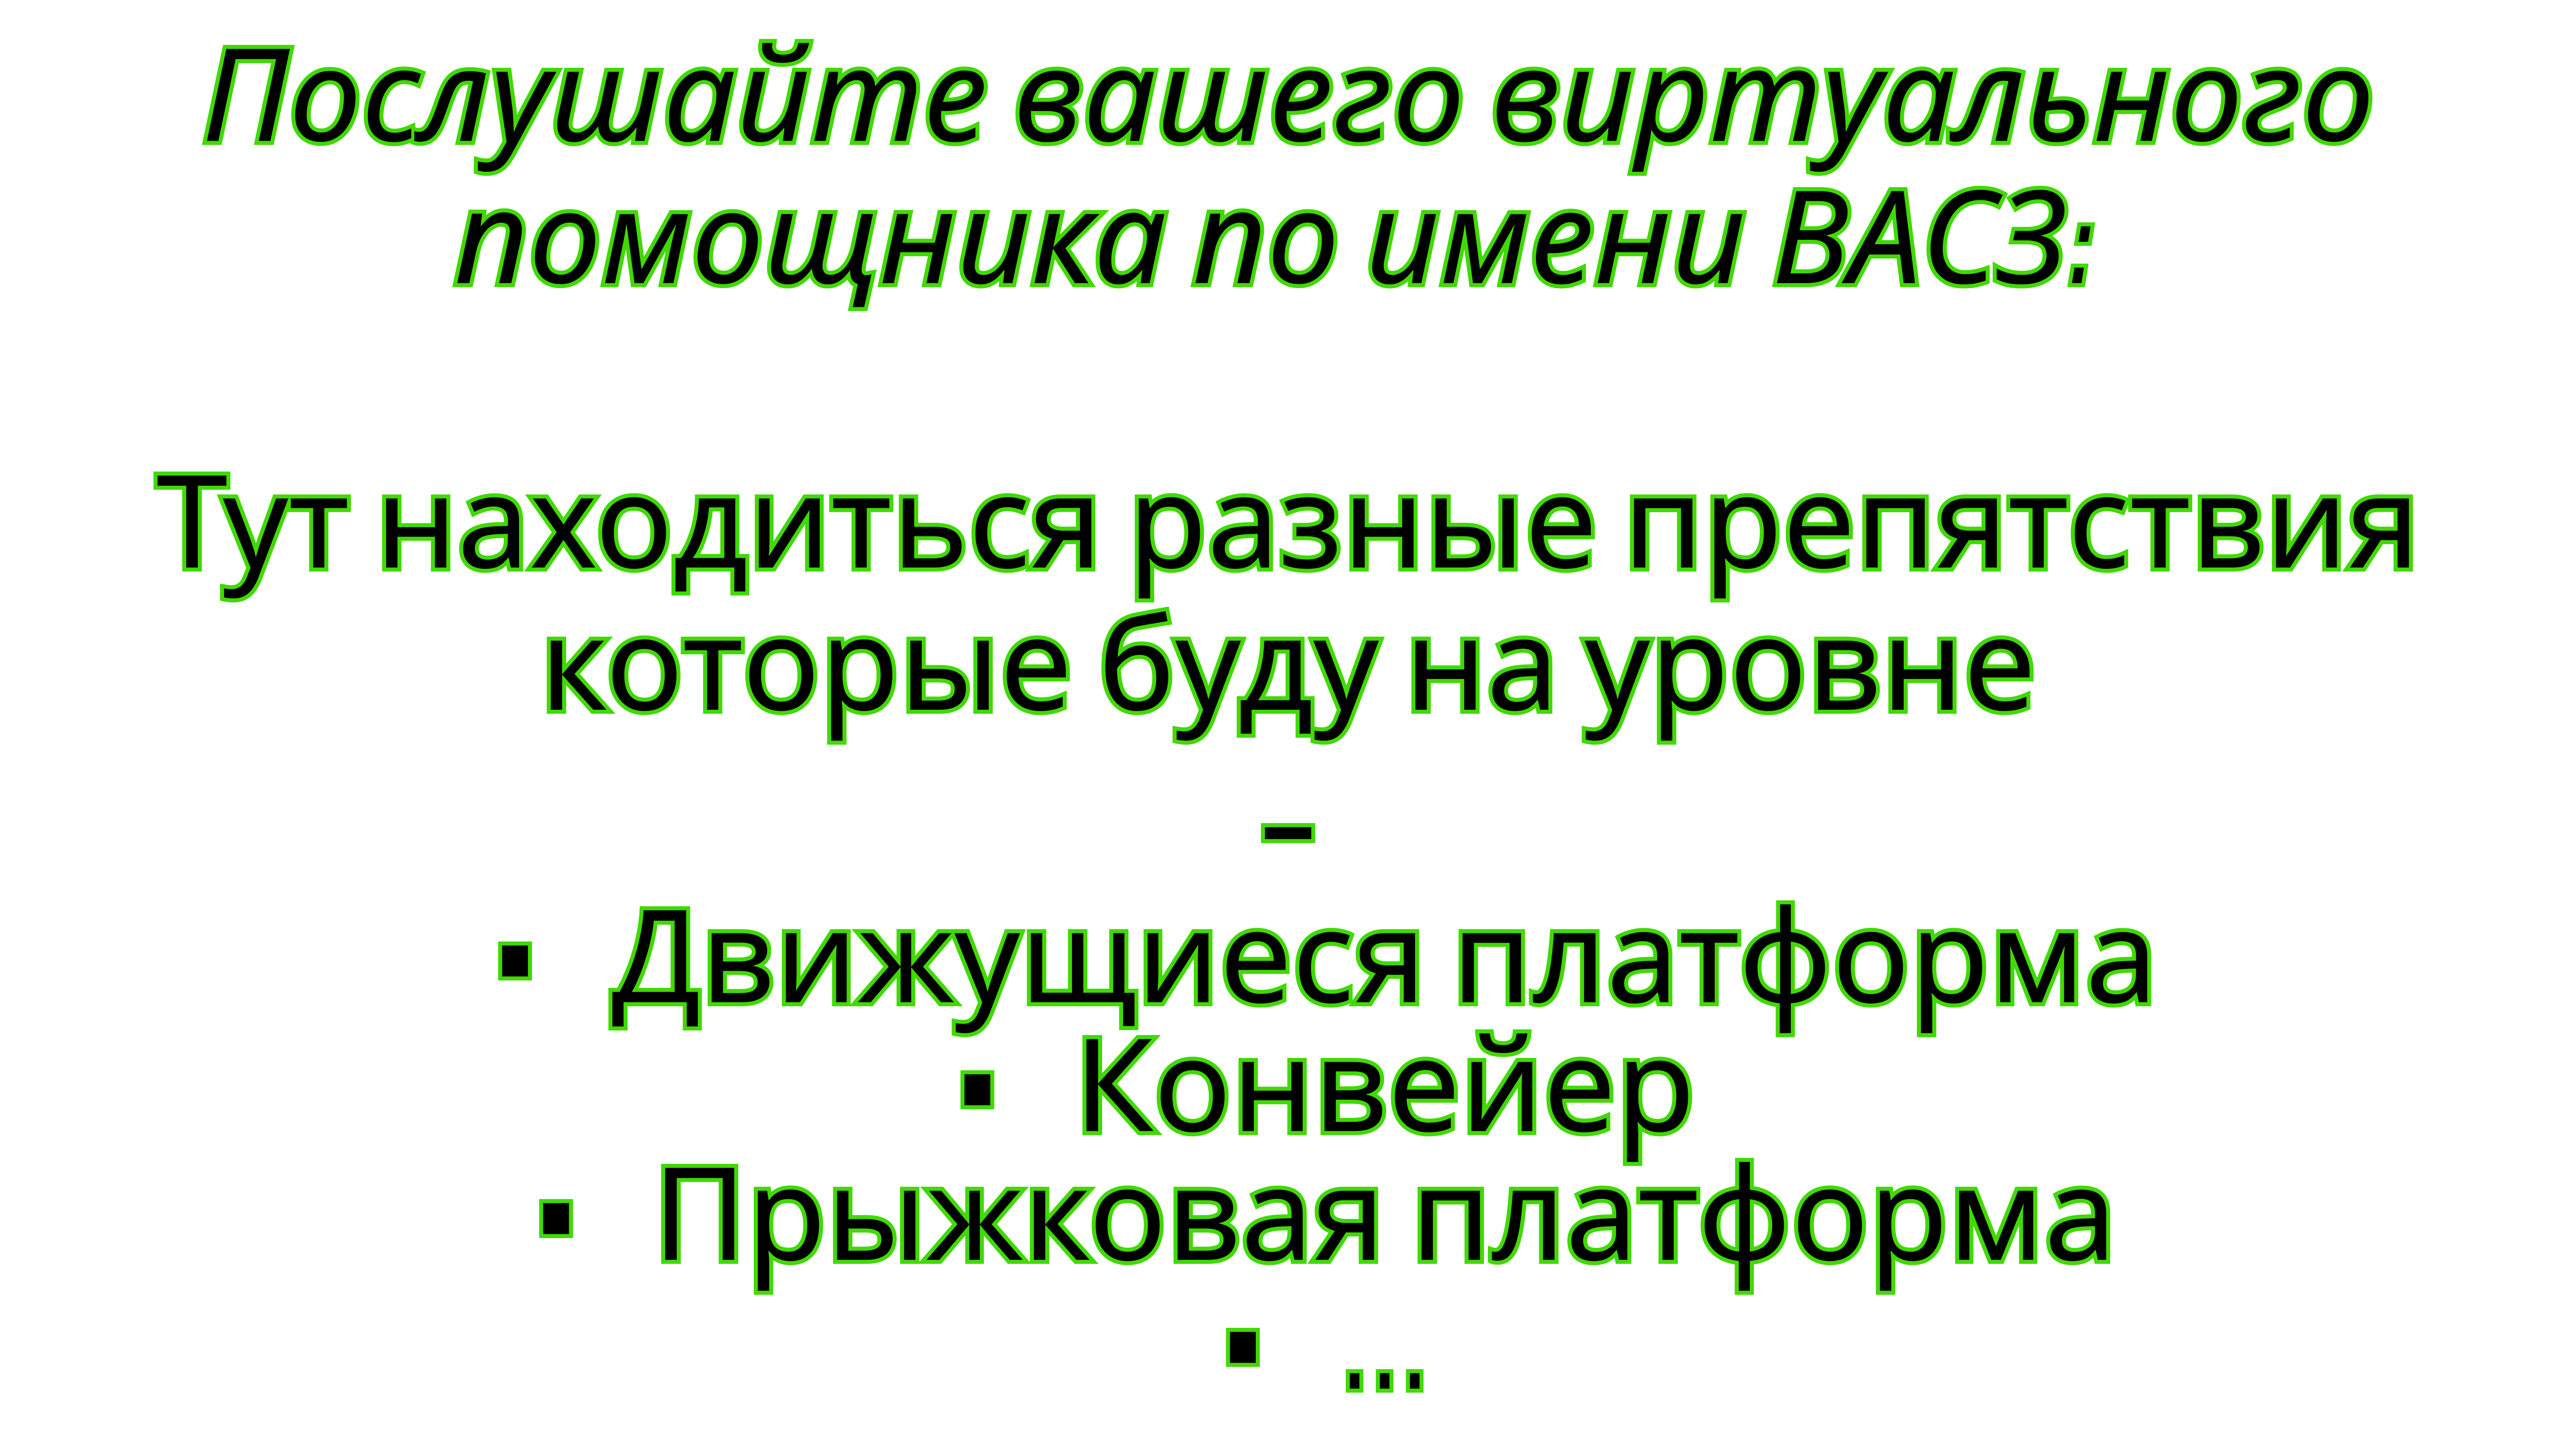 Послушайте вашего виртуального
помощника по имени ВАСЗ:
Тут находиться разные препятствия
которые буду на уровне
–
▪ Движущиеся платформа
▪ Конвейер
▪ Прыжковая платформа
▪ ...